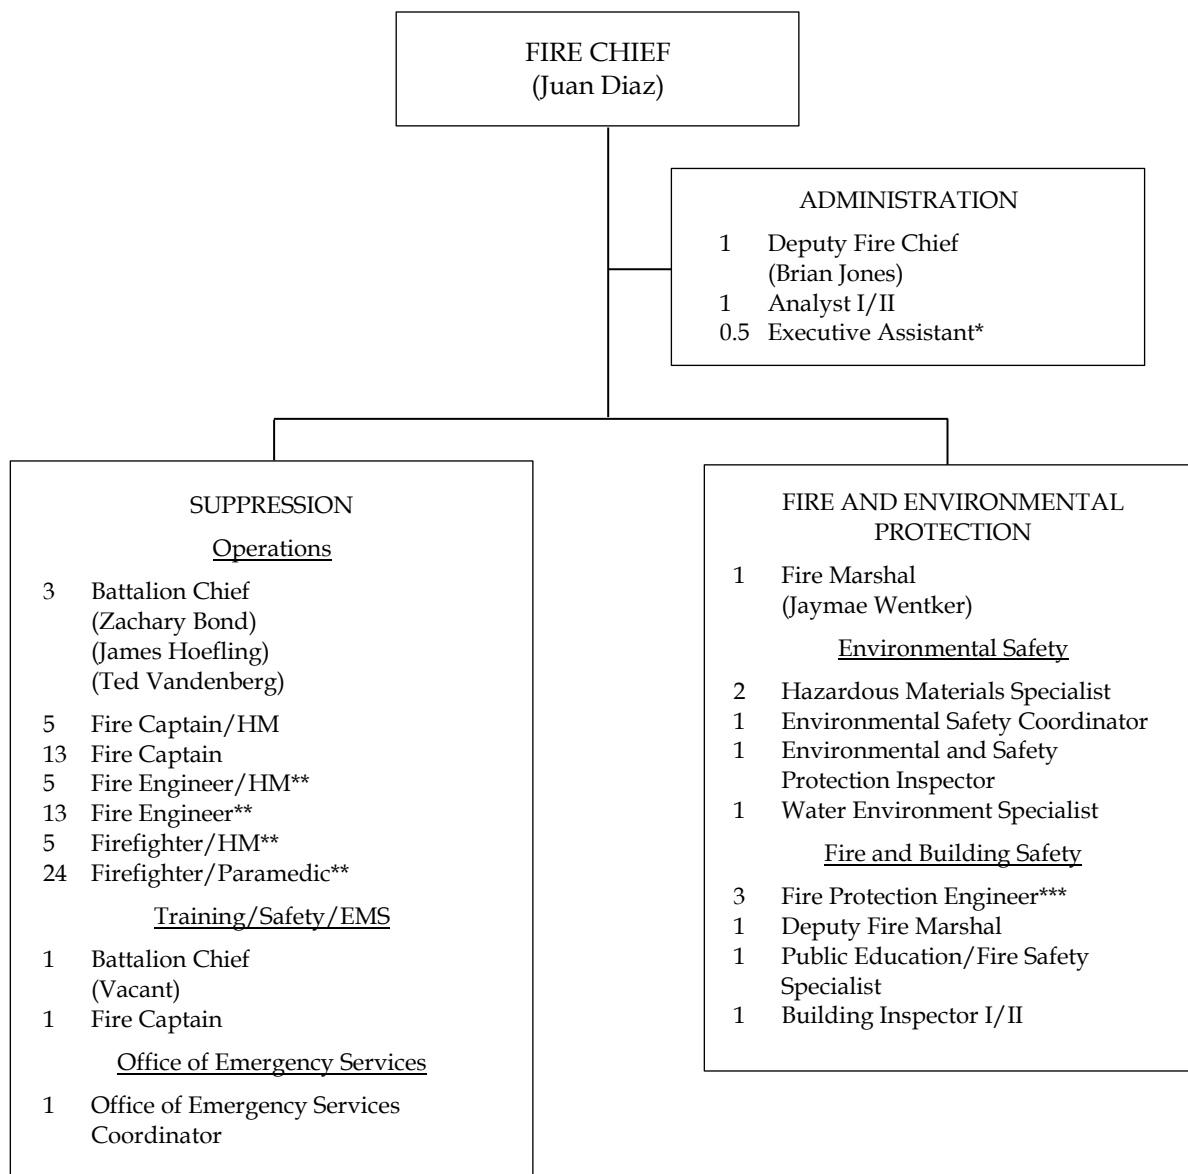 FIRE CHIEF
(Juan Diaz)
ADMINISTRATION
1 Deputy Fire Chief
(Brian Jones)
1 Analyst I/II
0.5 Executive Assistant*
SUPPRESSION
Operations
3 Battalion Chief
(Zachary Bond)
(James Hoefling)
(Ted Vandenberg)
5 Fire Captain/HM
13 Fire Captain
5 Fire Engineer/HM**
13 Fire Engineer**
5 Firefighter/HM**
24 Firefighter/Paramedic**
Training/Safety/EMS
1 Battalion Chief
(Vacant)
1 Fire Captain
Office of Emergency Services
1 Office of Emergency Services
Coordinator
FIRE AND ENVIRONMENTAL
PROTECTION
1 Fire Marshal
(Jaymae Wentker)
Environmental Safety
2 Hazardous Materials Specialist
1 Environmental Safety Coordinator
1 Environmental and Safety
Protection Inspector
1 Water Environment Specialist
Fire and Building Safety
3 Fire Protection Engineer***
1 Deputy Fire Marshal
1 Public Education/Fire Safety
Specialist
1 Building Inspector I/II